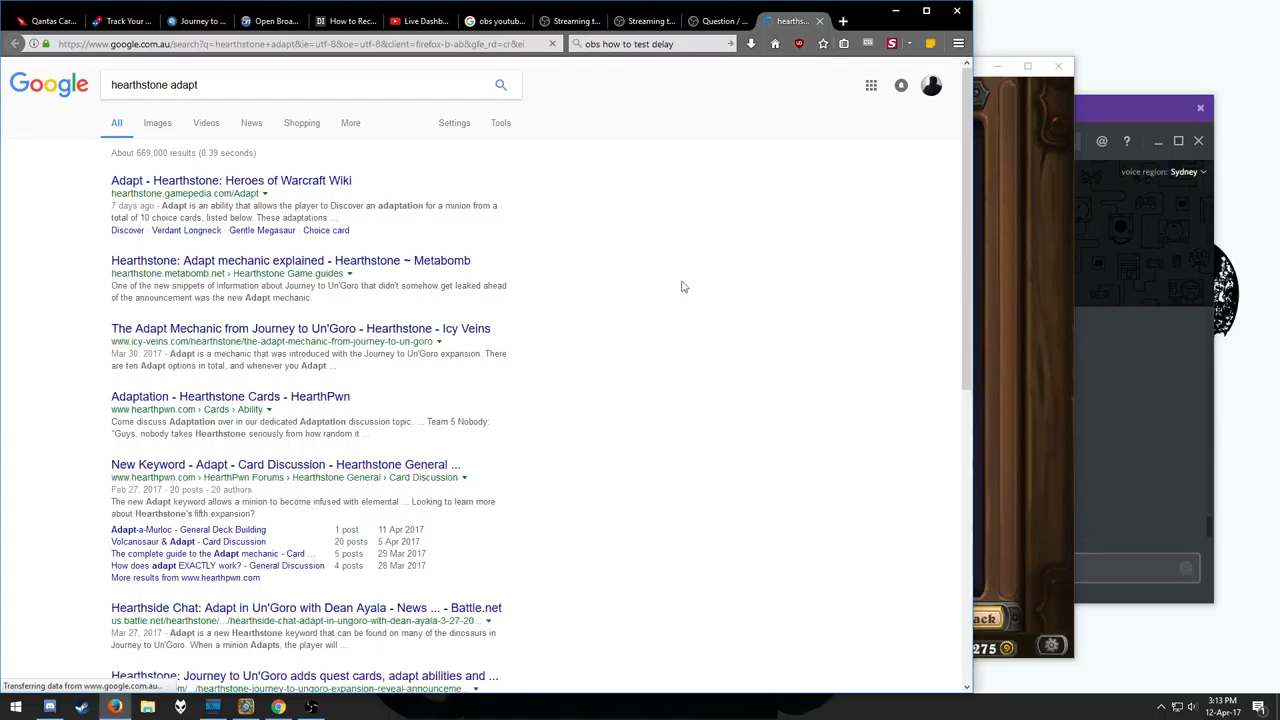 Qantas Car...
Track Your ...
Journey to ...
Open Broa...
How to Rec...
Live Dashb...
obs youtub...
Streaming t...
Streaming t...
Question / ...
hearths...
https://www.google.com.au/search?q=hearthstone+adapt&ie=utf-8&oe=utf-8&client=firefox-b-ab&gfe_rd=cr&ei
obs how to test delay
Google
hearthstone adapt
All Images Videos News Shopping More Settings Tools
About 669,000 results (0.39 seconds)
Adapt - Hearthstone: Heroes of Warcraft Wiki
hearthstone.gamepedia.com/Adapt
7 days ago - Adapt is an ability that allows the player to Discover an adaptation for a minion from a
total of 10 choice cards, listed below. These adaptations ...
Discover · Verdant Longneck · Gentle Megasaur · Choice card
Hearthstone: Adapt mechanic explained - Hearthstone ~ Metabomb
hearthstone.metabomb.net › Hearthstone Game guides
One of the new snippets of information about Journey to Un'Goro that didn't somehow get leaked ahead
of the announcement was the new Adapt mechanic.
The Adapt Mechanic from Journey to Un'Goro - Hearthstone - Icy Veins
www.icy-veins.com/hearthstone/the-adapt-mechanic-from-journey-to-un-goro
Mar 30, 2017 - Adapt is a mechanic that was introduced with the Journey to Un'Goro expansion. There
are ten Adapt options in total, and whenever you Adapt ...
Adaptation - Hearthstone Cards - HearthPwn
www.hearthpwn.com › Cards › Ability
Come discuss Adaptation over in our dedicated Adaptation discussion topic. ... Team 5 Nobody:
"Guys, nobody takes Hearthstone seriously from how random it ...
New Keyword - Adapt - Card Discussion - Hearthstone General ...
www.hearthpwn.com › HearthPwn Forums › Hearthstone General › Card Discussion
Feb 27, 2017 - 20 posts - 20 authors
The new Adapt keyword allows a minion to become infused with elemental ... Looking to learn more
about Hearthstone's fifth expansion?
Adapt-a-Murloc - General Deck Building 1 post 11 Apr 2017
Volcanosaur & Adapt - Card Discussion 20 posts 5 Apr 2017
The complete guide to the Adapt mechanic - Card ... 5 posts 29 Mar 2017
How does adapt EXACTLY work? - General Discussion 4 posts 28 Mar 2017
More results from www.hearthpwn.com
Hearthside Chat: Adapt in Un'Goro with Dean Ayala - News ... - Battle.net
us.battle.net/hearthstone/.../hearthside-chat-adapt-in-ungoro-with-dean-ayala-3-27-20...
Mar 27, 2017 - Adapt is a new Hearthstone keyword that can be found on many of the dinosaurs in
Journey to Un'Goro. When a minion Adapts, the player will ...
Hearthstone: Journey to Un'Goro adds quest cards, adapt abilities and ...
om/.../hearthstone-journey-to-ungoro-expansion-reveal-announceme...
Transferring data from www.google.com.au...
voice region: Sydney
ack
275
3:13 PM
12-Apr-17